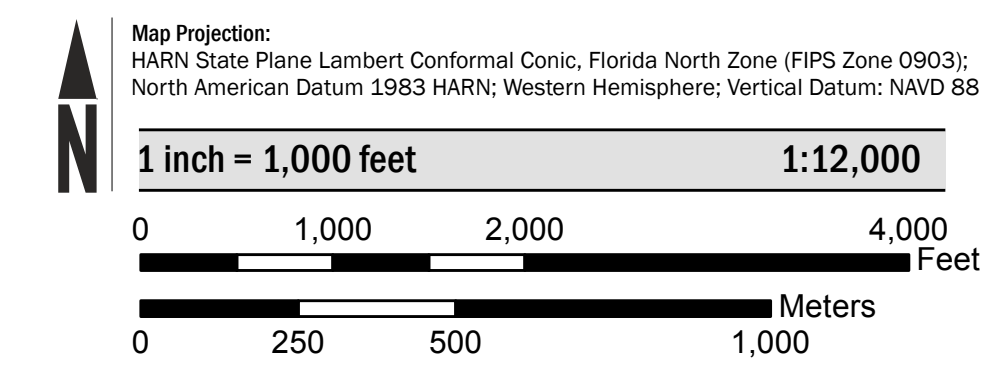 Map Projection:
HARN State Plane Lambert Conformal Conic, Florida North Zone (FIPS Zone 0903);
North American Datum 1983 HARN; Western Hemisphere; Vertical Datum: NAVD 88
N
1 inch = 1,000 feet 1:12,000
0 1,000 2,000 4,000
Feet
Meters
0 250 500 1,000